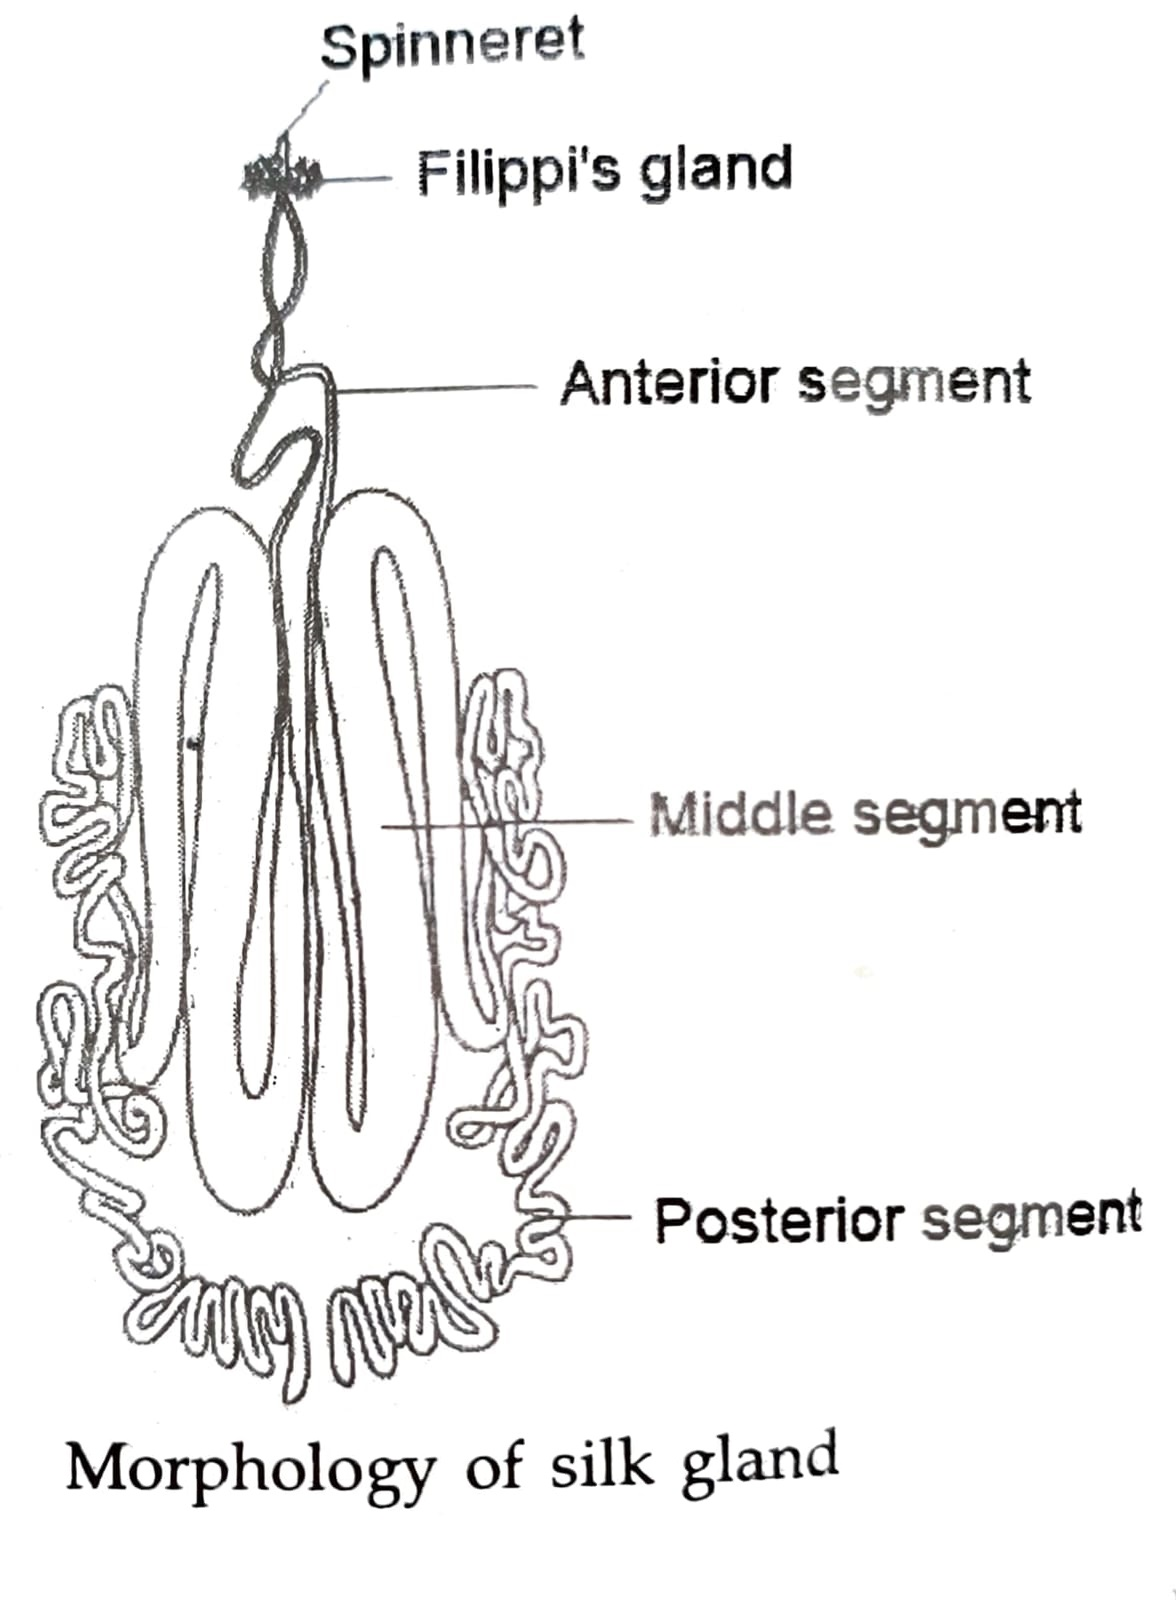 Spinneret
Filippi's gland
Anterior segment
Middle segment
Posterior segment
Morphology of silk gland